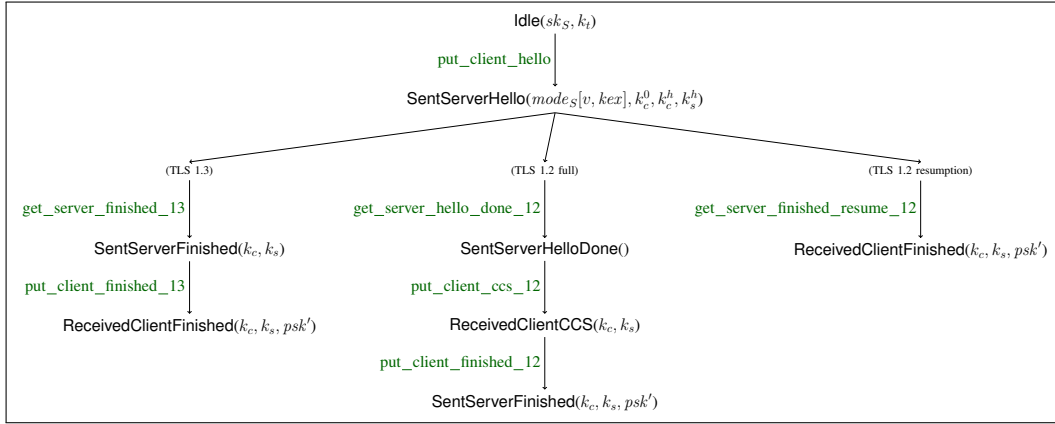 Idle(sk_S, k_t)
put_client_hello
SentServerHello(mode_S[v, kex], k_c^0, k_c^h, k_s^h)
(TLS 1.3) (TLS 1.2 full) (TLS 1.2 resumption)
get_server_finished_13 get_server_hello_done_12 get_server_finished_resume_12
SentServerFinished(k_c, k_s) SentServerHelloDone() ReceivedClientFinished(k_c, k_s, psk′)
put_client_finished_13 put_client_ccs_12
ReceivedClientFinished(k_c, k_s, psk′) ReceivedClientCCS(k_c, k_s)
put_client_finished_12
SentServerFinished(k_c, k_s, psk′)